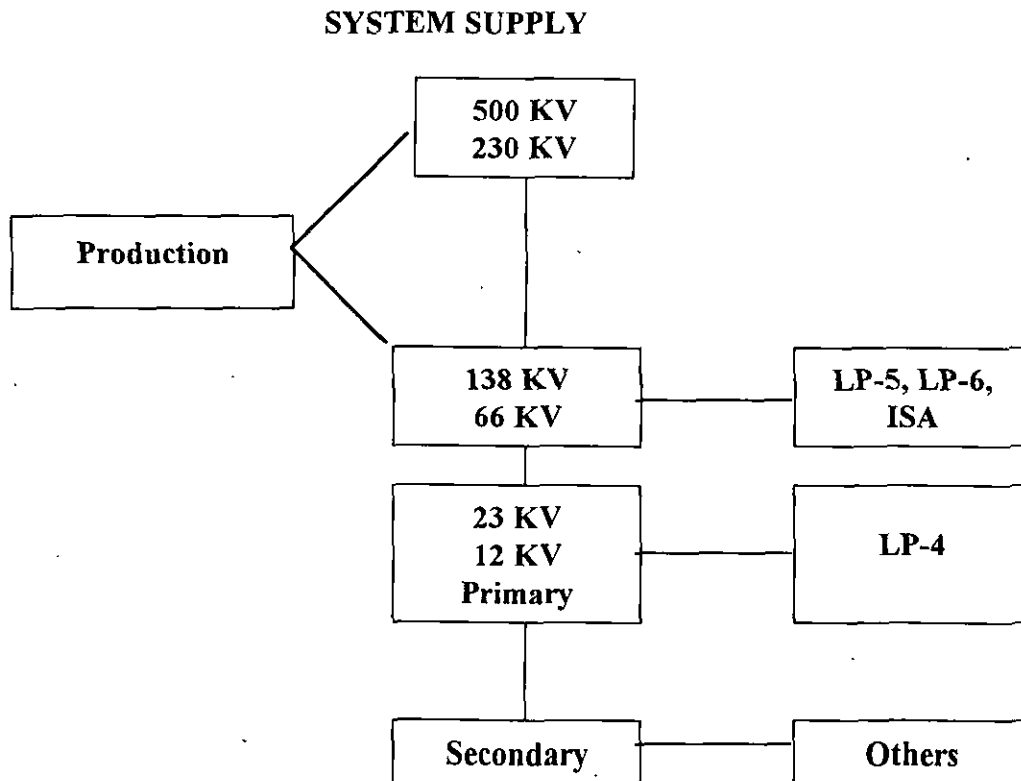 SYSTEM SUPPLY
500 KV
230 KV
Production
138 KV
66 KV
LP-5, LP-6,
ISA
23 KV
12 KV
Primary
LP-4
Secondary
Others